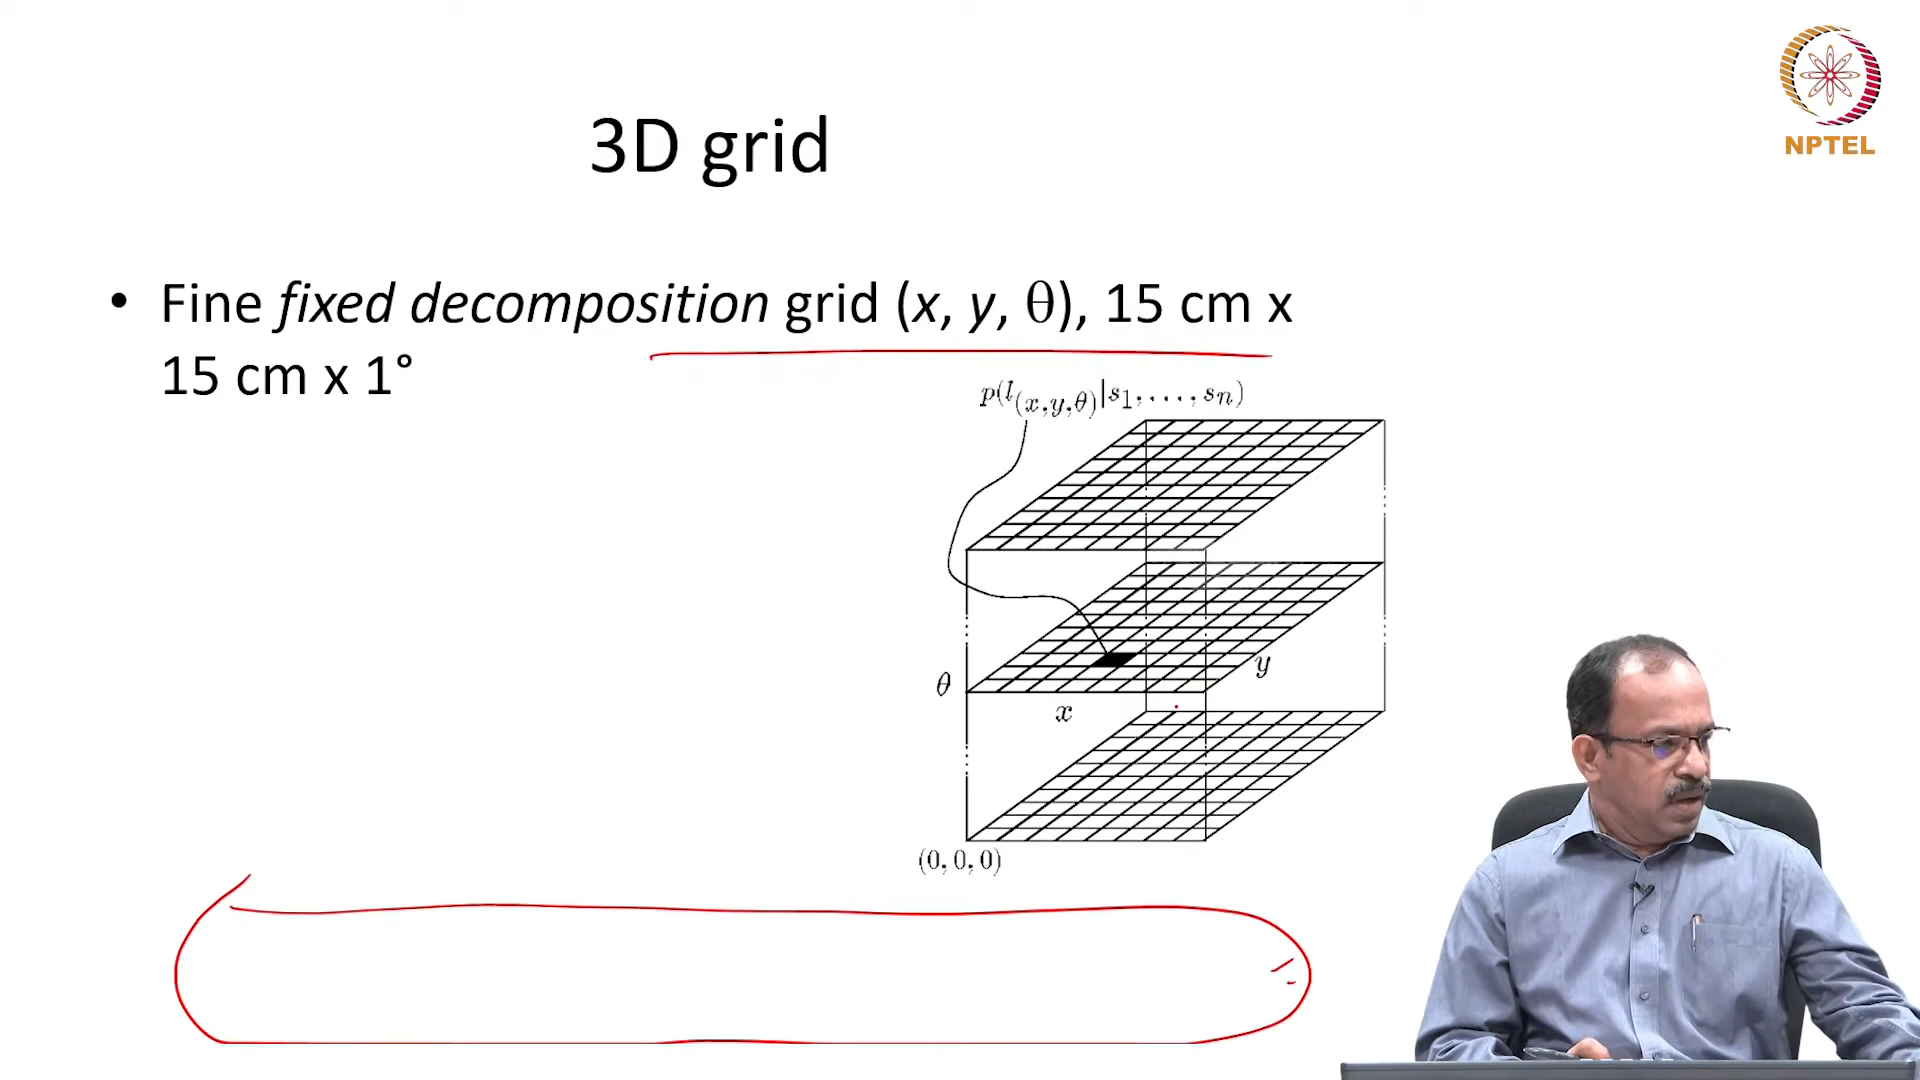 NPTEL
3D grid
• Fine fixed decomposition grid (x, y, θ), 15 cm x
15 cm x 1°
p(l(x,y,θ)|s1, . . . , sn)
θ
x
y
(0, 0, 0)